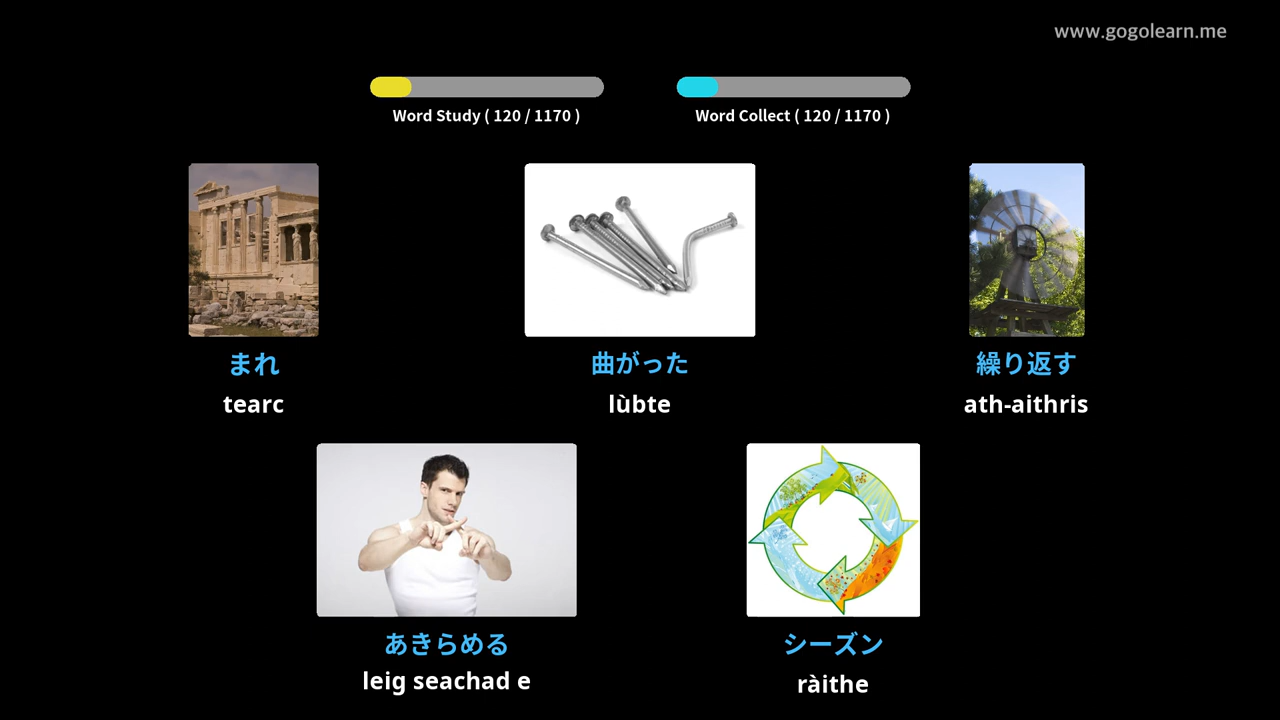 www.gogolearn.me
Word Study ( 120 / 1170 )
Word Collect ( 120 / 1170 )
まれ
tearc
曲がった
lùbte
繰り返す
ath-aithris
あきらめる
leig seachad e
シーズン
ràithe